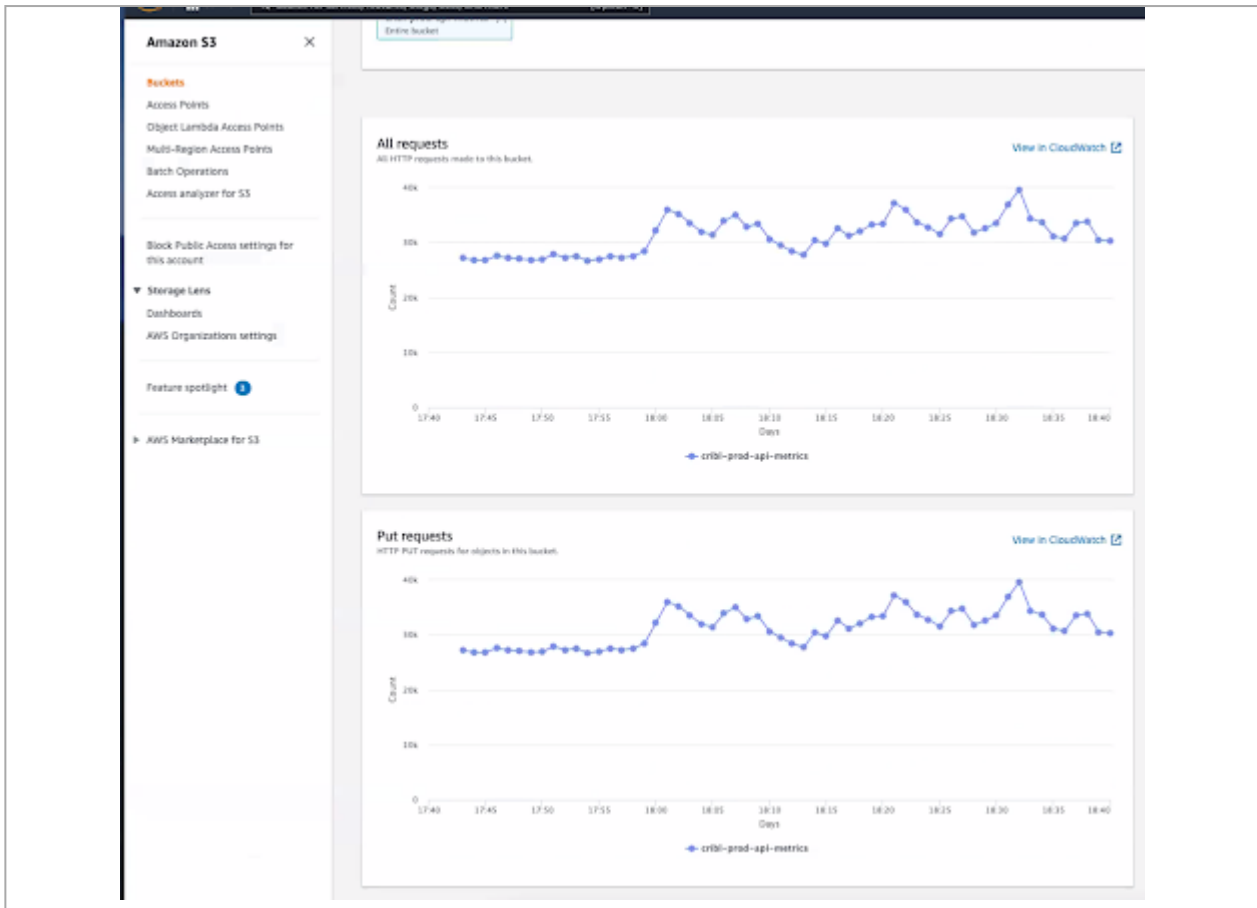 Amazon S3
Buckets
Access Points
Object Lambda Access Points
Multi-Region Access Points
Batch Operations
Access analyzer for S3
Block Public Access settings for
this account
Storage Lens
Dashboards
AWS Organizations settings
Feature spotlight 3
AWS Marketplace for S3
Entire bucket
All requests
View in CloudWatch
All HTTP requests made to this bucket.
40k
30k
20k
10k
0
Count
17:40 17:45 17:50 17:55 18:00 18:05 18:10 18:15 18:20 18:25 18:30 18:35 18:40
Days
cribl-prod-api-metrics
Put requests
View in CloudWatch
HTTP PUT requests for objects in this bucket.
40k
30k
20k
10k
0
Count
17:40 17:45 17:50 17:55 18:00 18:05 18:10 18:15 18:20 18:25 18:30 18:35 18:40
Days
cribl-prod-api-metrics